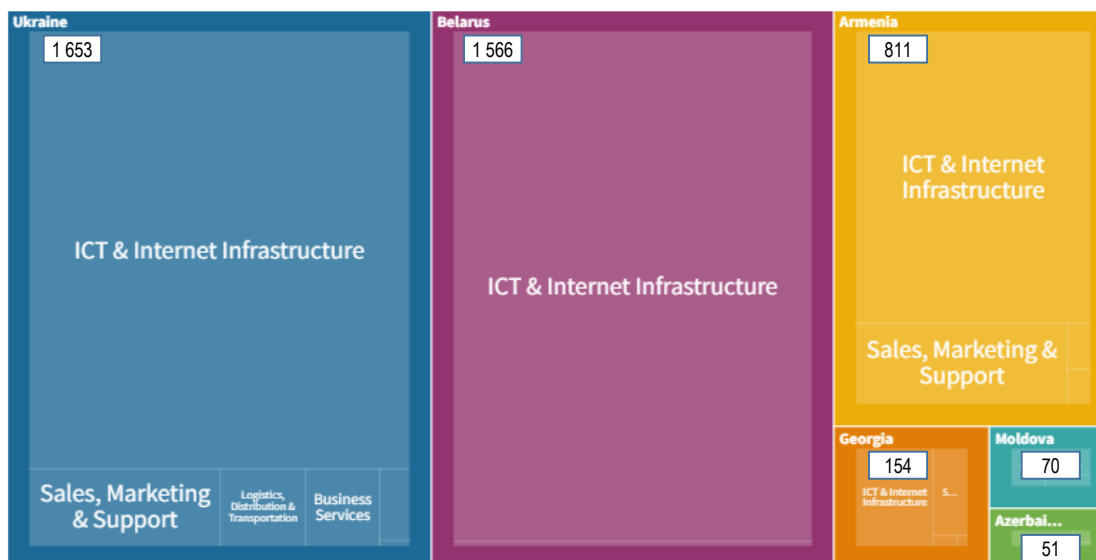 Ukraine
1 653
ICT & Internet Infrastructure
Sales, Marketing
& Support
Logistics,
Distribution &
Transportation
Business
Services
Belarus
1 566
ICT & Internet Infrastructure
Armenia
811
ICT & Internet
Infrastructure
Sales, Marketing &
Support
Georgia
154
ICT & Internet
Infrastructure
S...
Moldova
70
Azerbai...
51